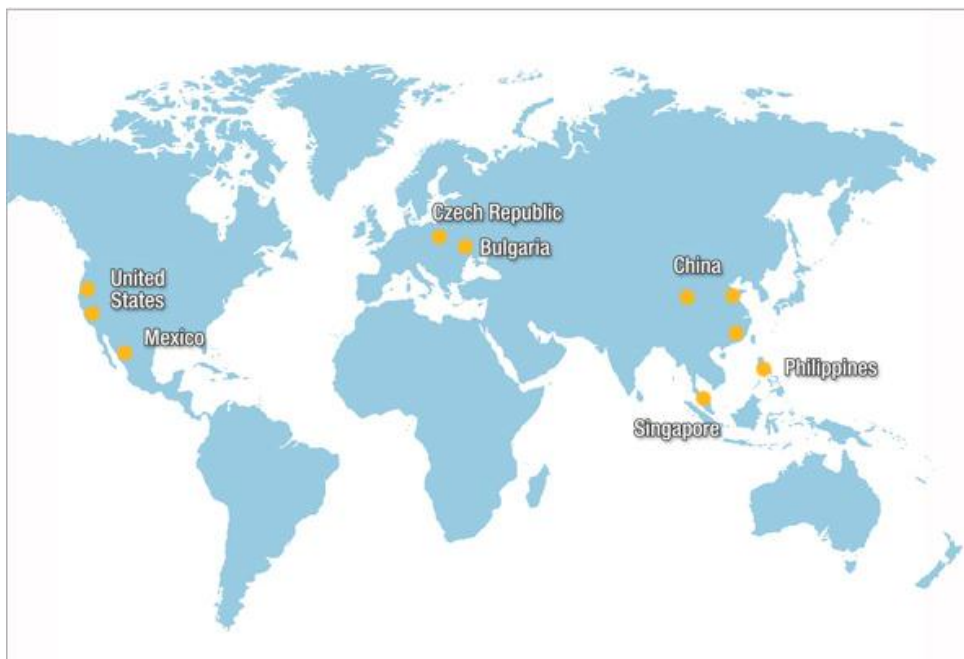 Czech Republic
Bulgaria
China
United
States
Mexico
Philippines
Singapore